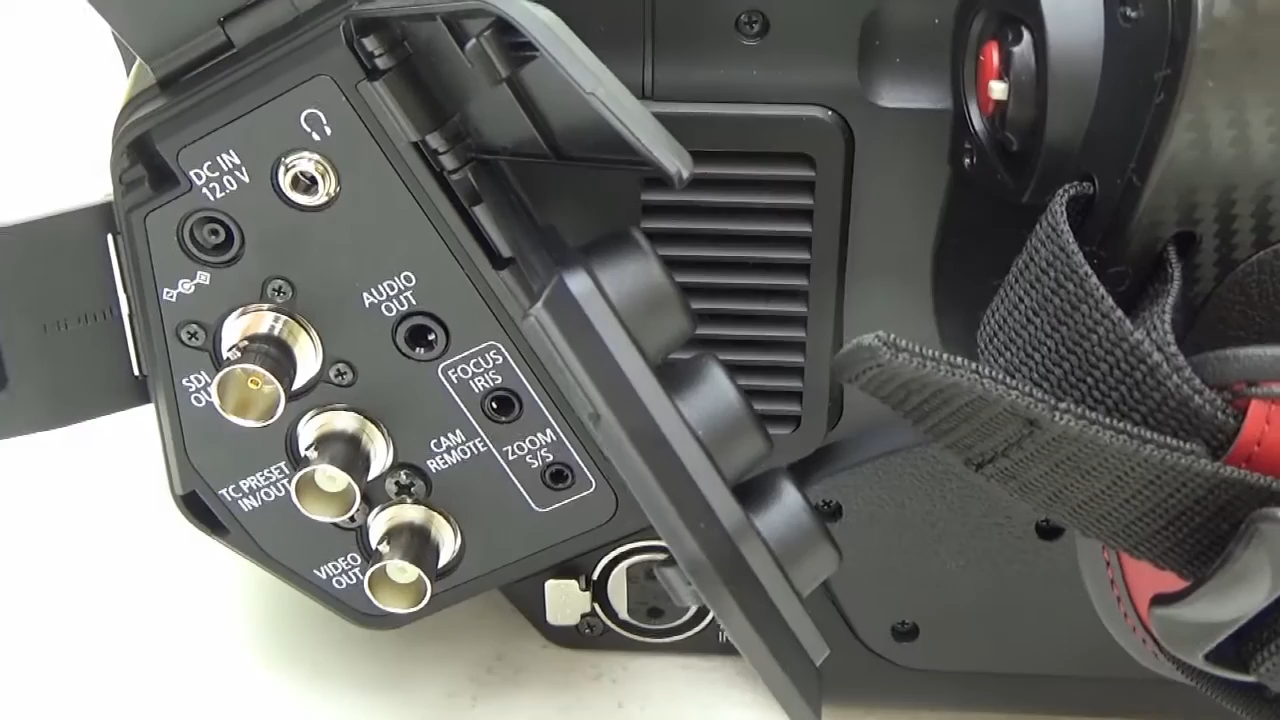 DC IN
12.0 V
AUDIO
OUT
SDI
OUT
FOCUS
IRIS
CAM
REMOTE
ZOOM
S/S
TC PRESET
IN/OUT
VIDEO
OUT
HDMI